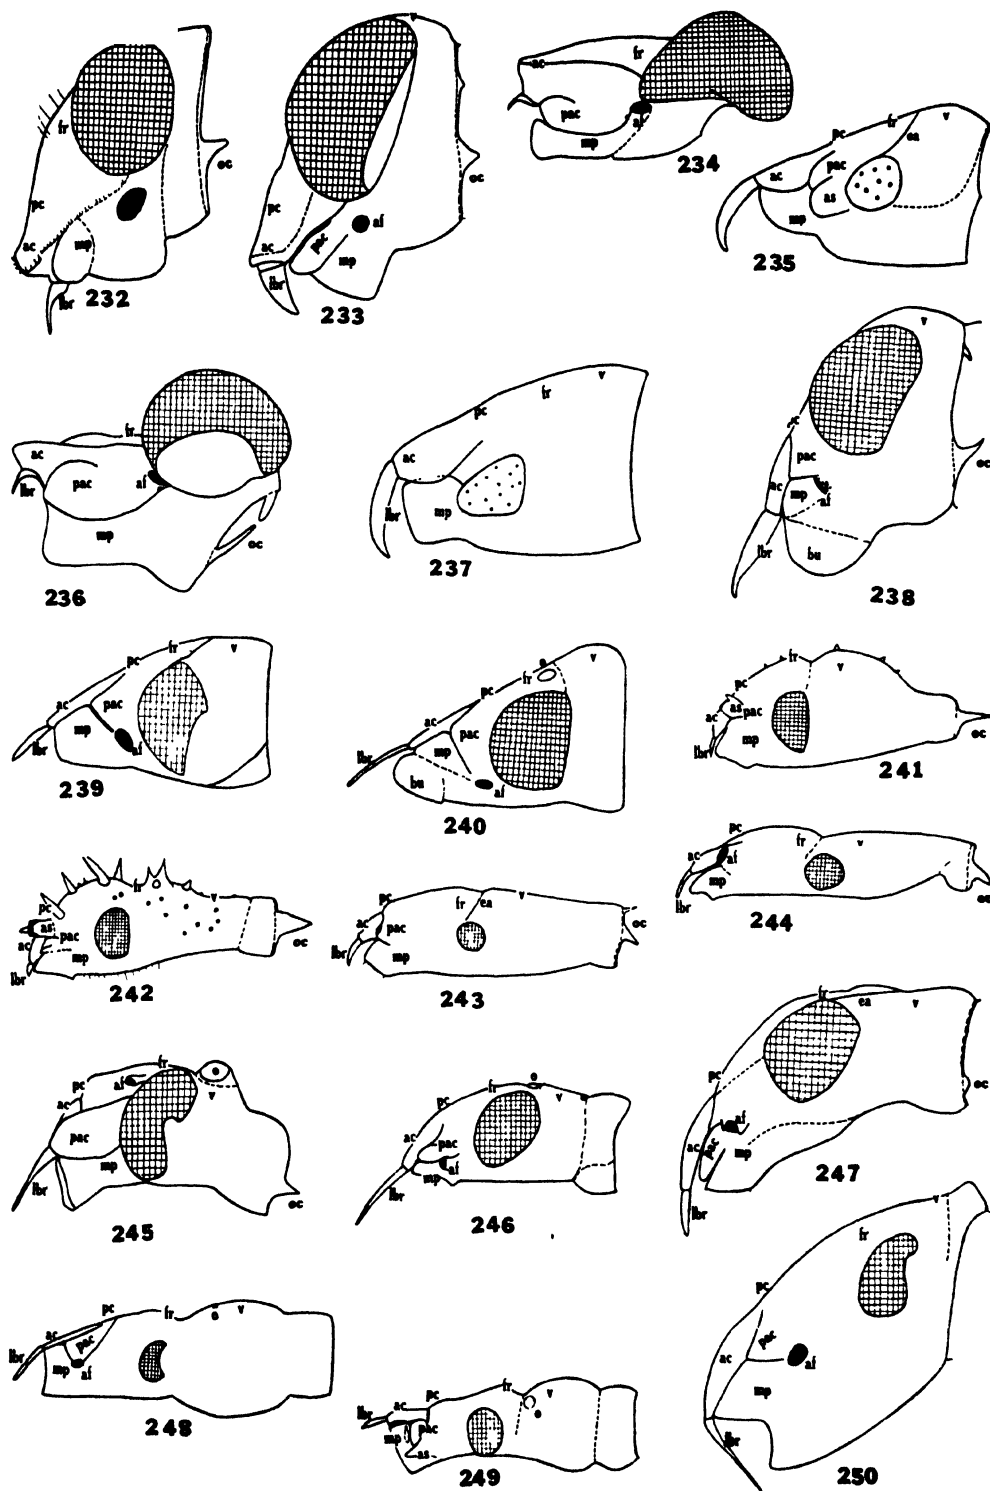 fr
pc
ac
mp
lbr
oc
232
pc
ac
pac
af
mp
lbr
oc
233
ac
fr
pac
af
mp
234
v
fr
ea
pc
pac
ac
as
mp
235
fr
ac
lbr
pac
af
mp
oc
236
v
fr
pc
ac
lbr
mp
237
v
pac
ac
mp
af
lbr
bu
oc
238
fr
v
pc
ac
pac
mp
af
lbr
239
o
v
fr
pc
ac
pac
mp
lbr
bu
af
240
fr
v
pc
as
pac
ac
mp
lbr
oc
241
fr
v
pc
as
pac
ac
mp
lbr
oc
242
fr
ea
v
pc
ac
pac
lbr
mp
243
pc
fr
v
ac
af
mp
lbr
oc
244
fr
o
pc
af
ac
v
pac
mp
lbr
oc
245
o
fr
v
pc
ac
pac
af
mp
lbr
246
fr
ea
v
pc
af
ac
pac
mp
oc
lbr
247
pc
fr
o
v
ac
lbr
pac
mp
af
248
fr
v
pc
ac
lbr
o
pac
mp
as
249
v
fr
pc
pac
ac
af
mp
lbr
250